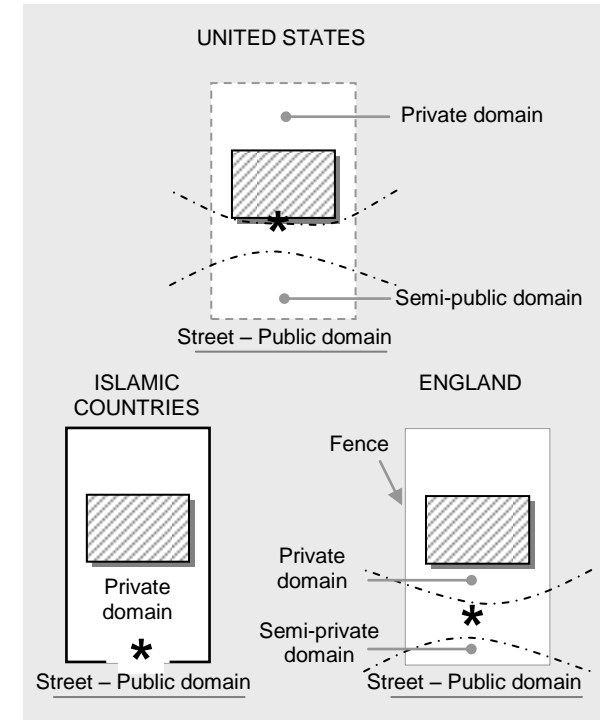 UNITED STATES
Private domain
*
Semi-public domain
Street – Public domain
ISLAMIC
COUNTRIES
Private
domain
*
Street – Public domain
ENGLAND
Fence
Private
domain
*
Semi-private
domain
Street – Public domain